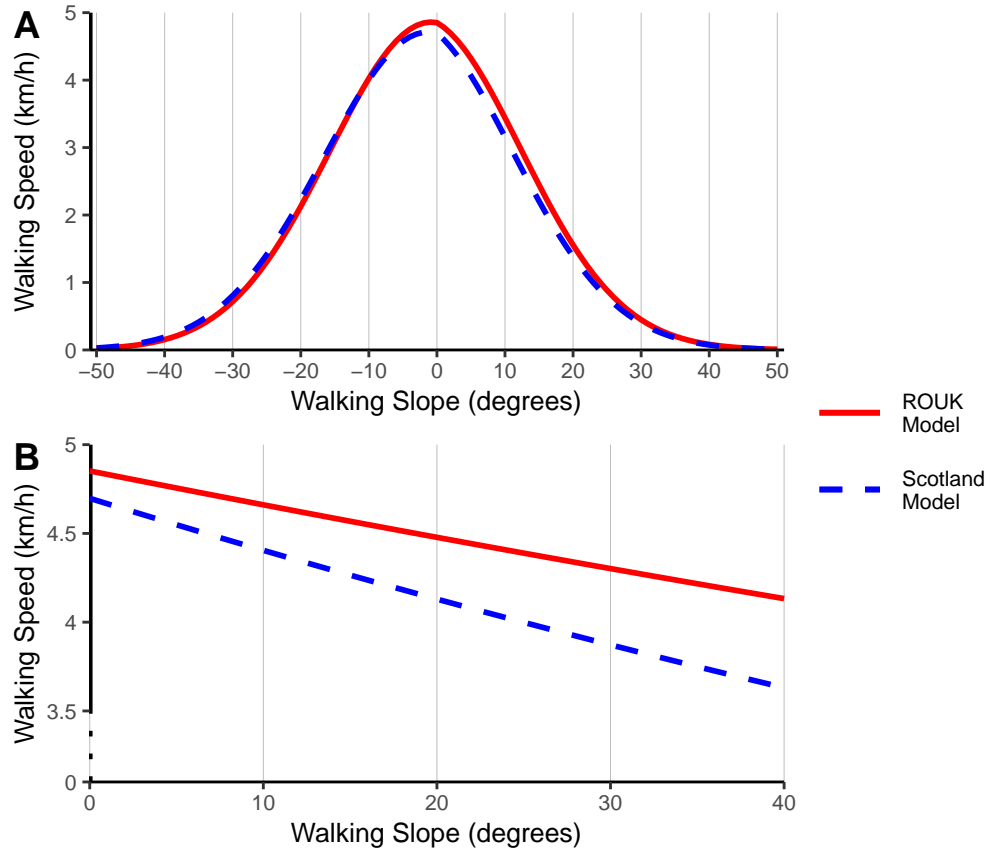 A
Walking Speed (km/h)
5
4
3
2
1
0
−50 −40 −30 −20 −10 0 10 20 30 40 50
Walking Slope (degrees)
ROUK
Model
Scotland
Model
B
Walking Speed (km/h)
5
4.5
4
3.5
0
0 10 20 30 40
Walking Slope (degrees)